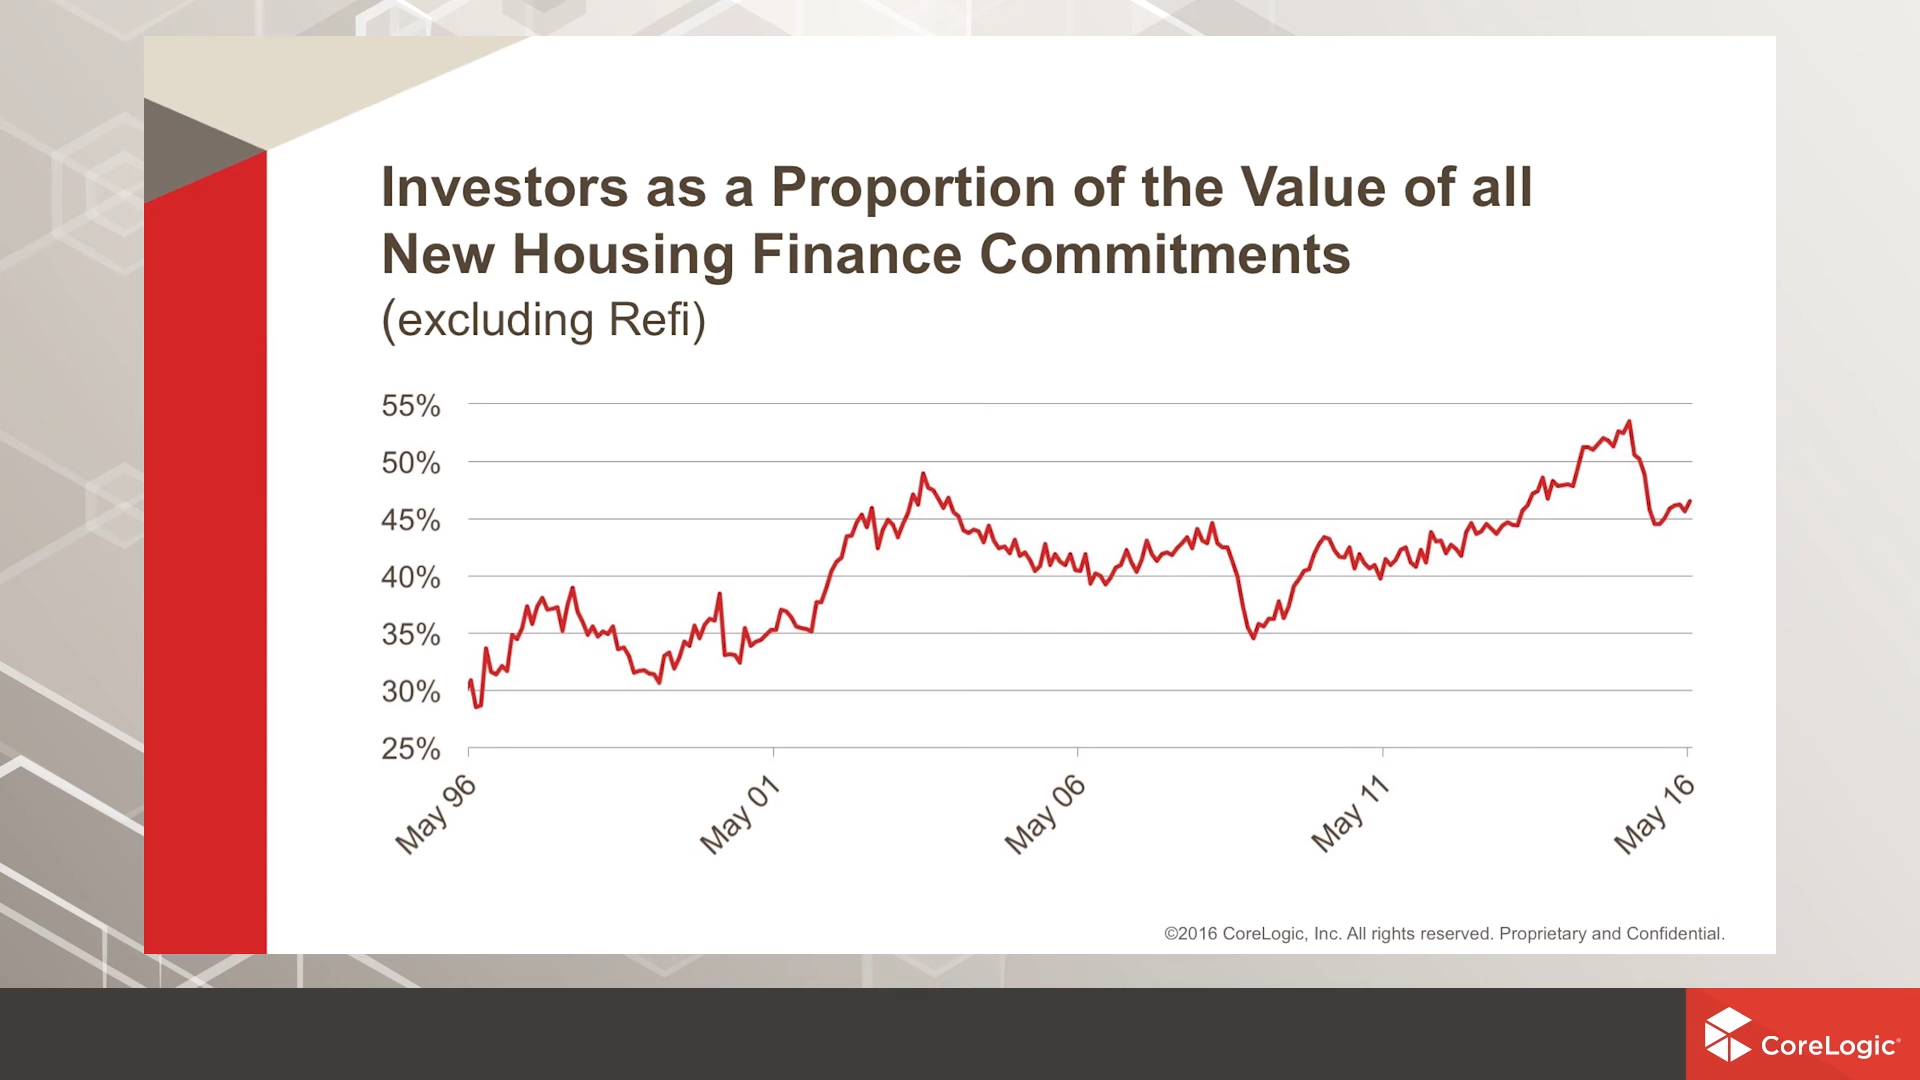 Investors as a Proportion of the Value of all
New Housing Finance Commitments
(excluding Refi)
55%
50%
45%
40%
35%
30%
25%
May 96
May 01
May 06
May 11
May 16
©2016 CoreLogic, Inc. All rights reserved. Proprietary and Confidential.
CoreLogic